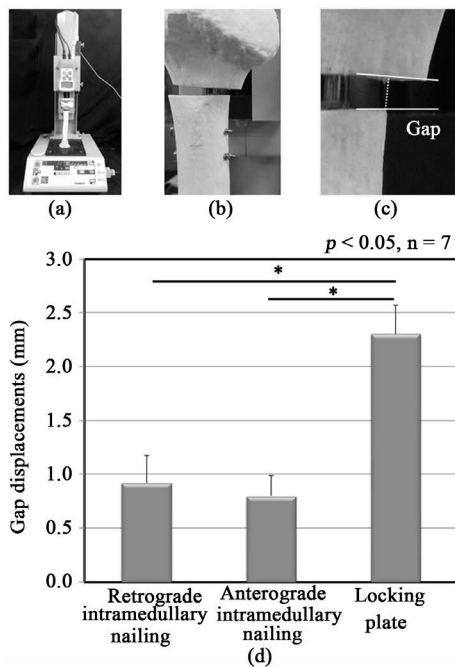 (a)
(b)
Gap
(c)
p < 0.05, n = 7
*
*
Gap displacements (mm)
3.0
2.5
2.0
1.5
1.0
0.5
0.0
Retrograde
intramedullary
nailing
Anterograde
intramedullary
nailing
Locking
plate
(d)